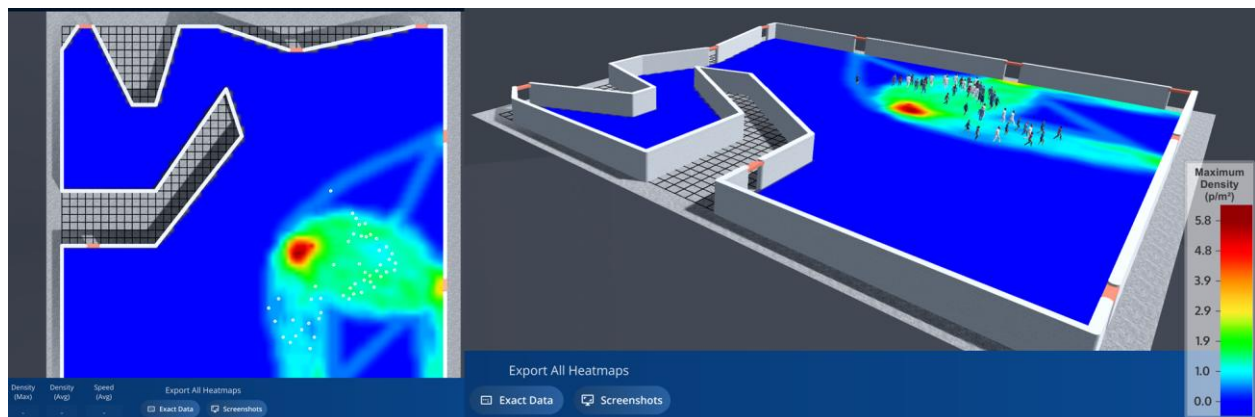 Density
(Max)
Density
(Avg)
Speed
(Avg)
-
-
-
Export All Heatmaps
Exact Data
Screenshots
Export All Heatmaps
Exact Data
Screenshots
Maximum
Density
(p/m²)
5.8
4.8
3.9
2.9
1.9
1.0
0.0